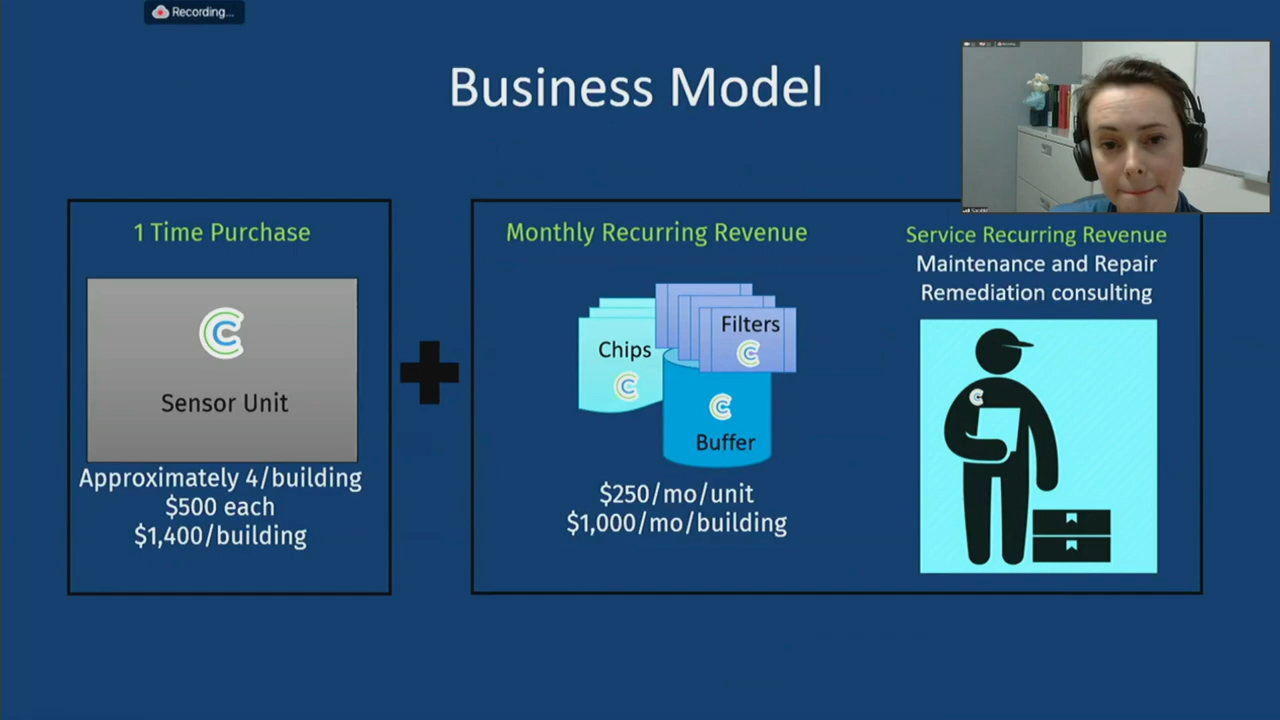 Recording...
Business Model
1 Time Purchase
Sensor Unit
Approximately 4/building
$500 each
$1,400/building
Monthly Recurring Revenue
Chips
Filters
Buffer
$250/mo/unit
$1,000/mo/building
Service Recurring Revenue
Maintenance and Repair
Remediation consulting